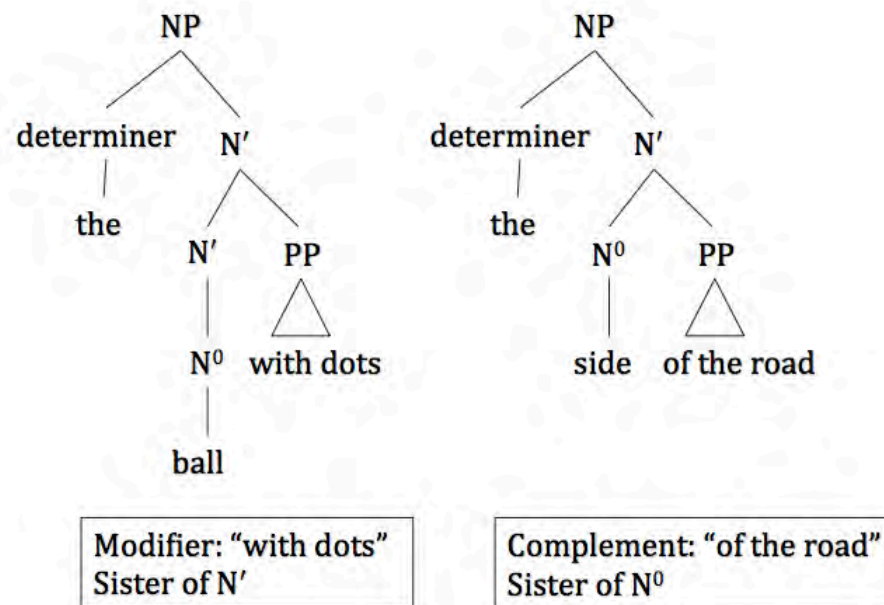 NP NP
determiner N′ determiner N′
the the
N′ PP N⁰ PP
N⁰ with dots side of the road
ball
Modifier: “with dots” Complement: “of the road”
Sister of N′ Sister of N⁰